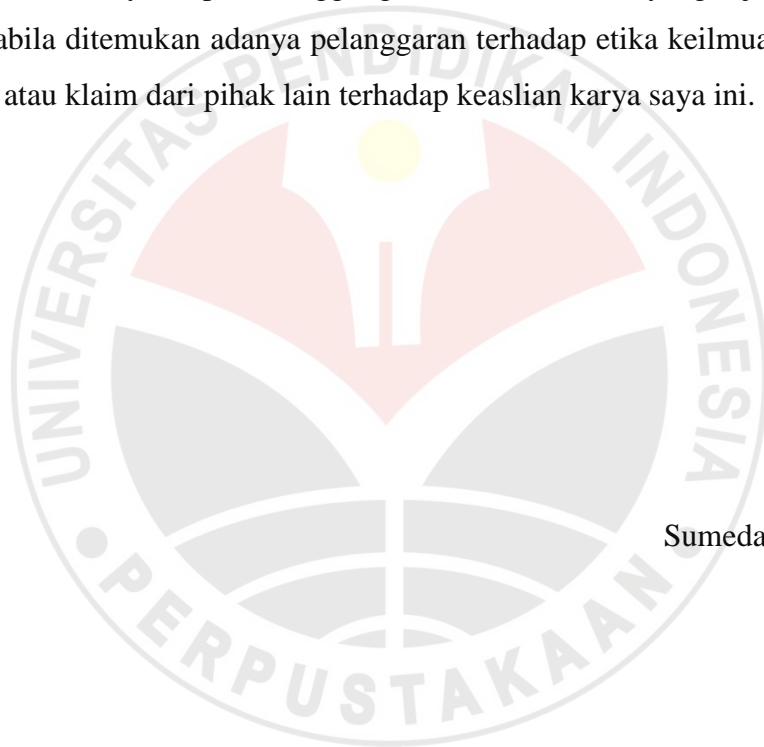 abila ditemukan adanya pelanggaran terhadap etika keilmua
atau klaim dari pihak lain terhadap keaslian karya saya ini.
UNIVERSITAS PENDIDIKAN INDONESIA
Sumeda
PERPUSTAKAAN